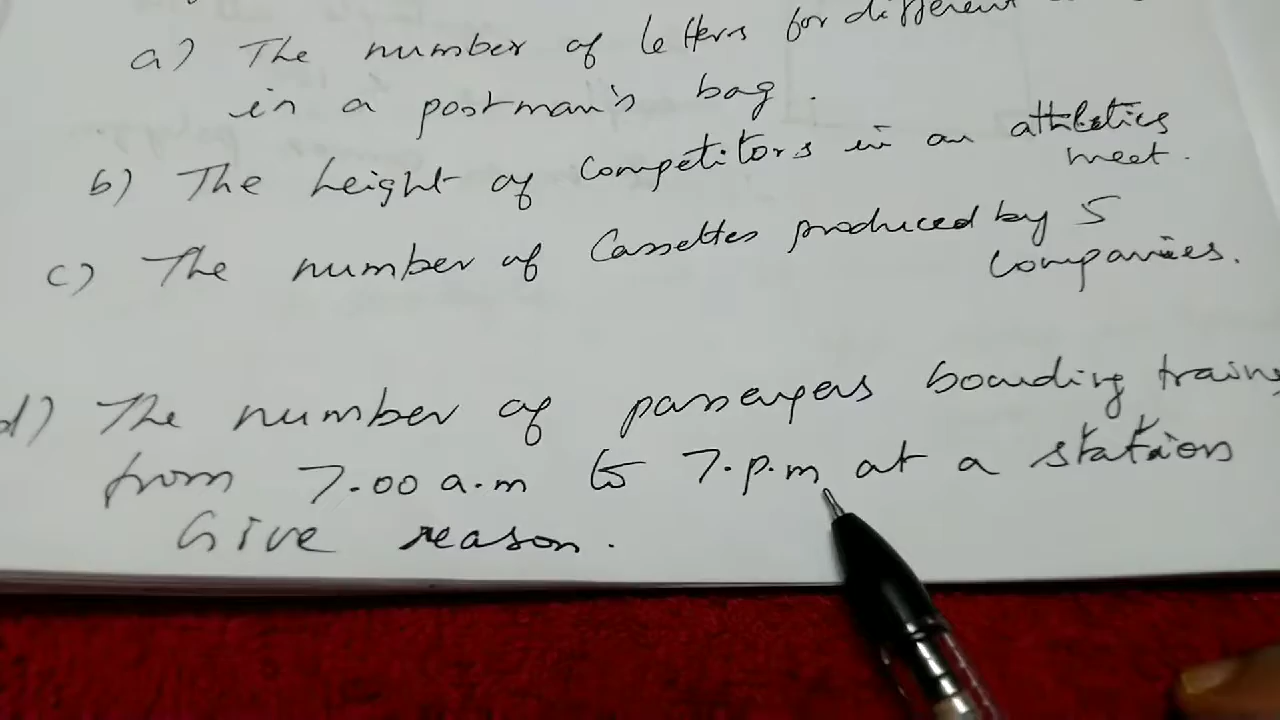 a) The number of letters for different
in a postman's bag.
b) The height of competitors in an athletics
meet.
c) The number of Cassettes produced by 5
Companies.
d) The number of passengers boarding trains
from 7.00 a.m to 7.p.m at a station
Give reason.